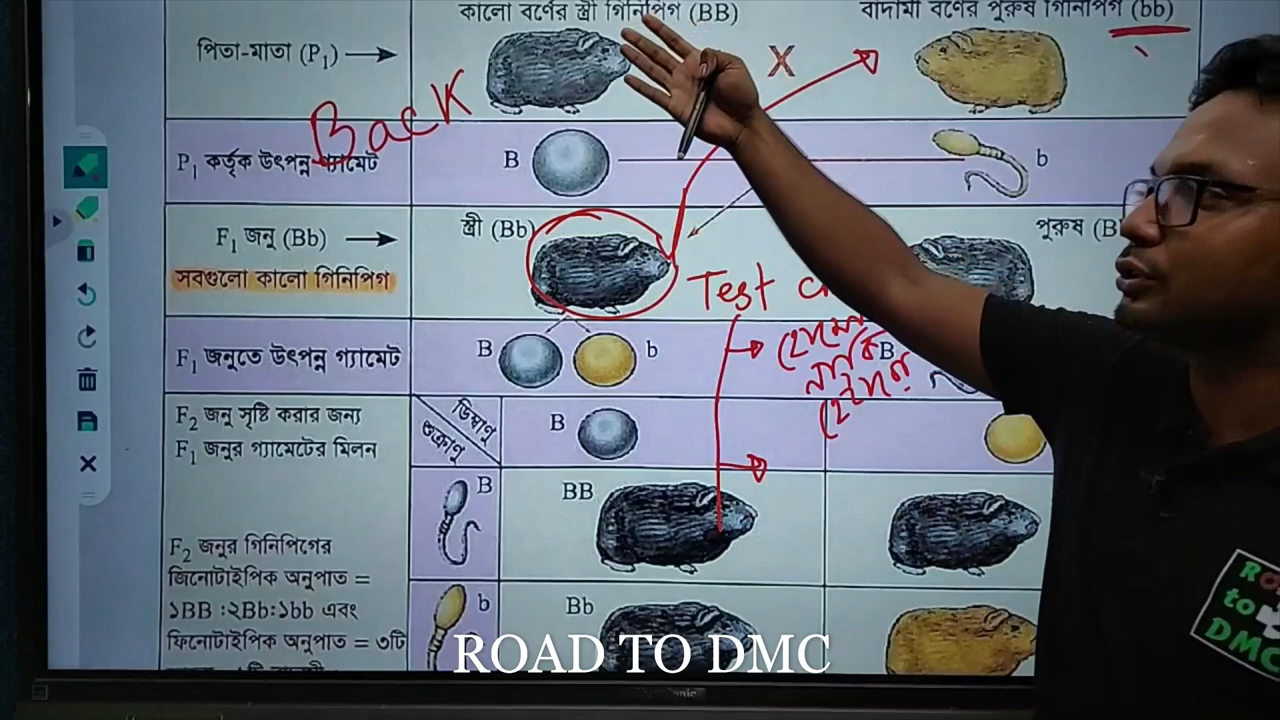 কালো বর্ণের স্ত্রী গিনিপিগ (BB)
বাদামী বর্ণের পুরুষ গিনিপিগ (bb)
পিতা-মাতা (P₁)
X
Back
P₁ কর্তৃক উৎপন্ন গ্যামেট
B
b
F₁ জনু (Bb)
স্ত্রী (Bb)
পুরুষ (B
সবগুলো কালো গিনিপিগ
Test
F₁ জনুতে উৎপন্ন গ্যামেট
B
b
B
F₂ জনু সৃষ্টি করার জন্য
F₁ জনুর গ্যামেটের মিলন
ডিম্বাণু
শুক্রাণু
B
B
BB
F₂ জনুর গিনিপিগের
জিনোটাইপিক অনুপাত =
১BB :২Bb:১bb এবং
ফিনোটাইপিক অনুপাত = ৩টি
b
Bb
ROAD TO DMC
to
DMC